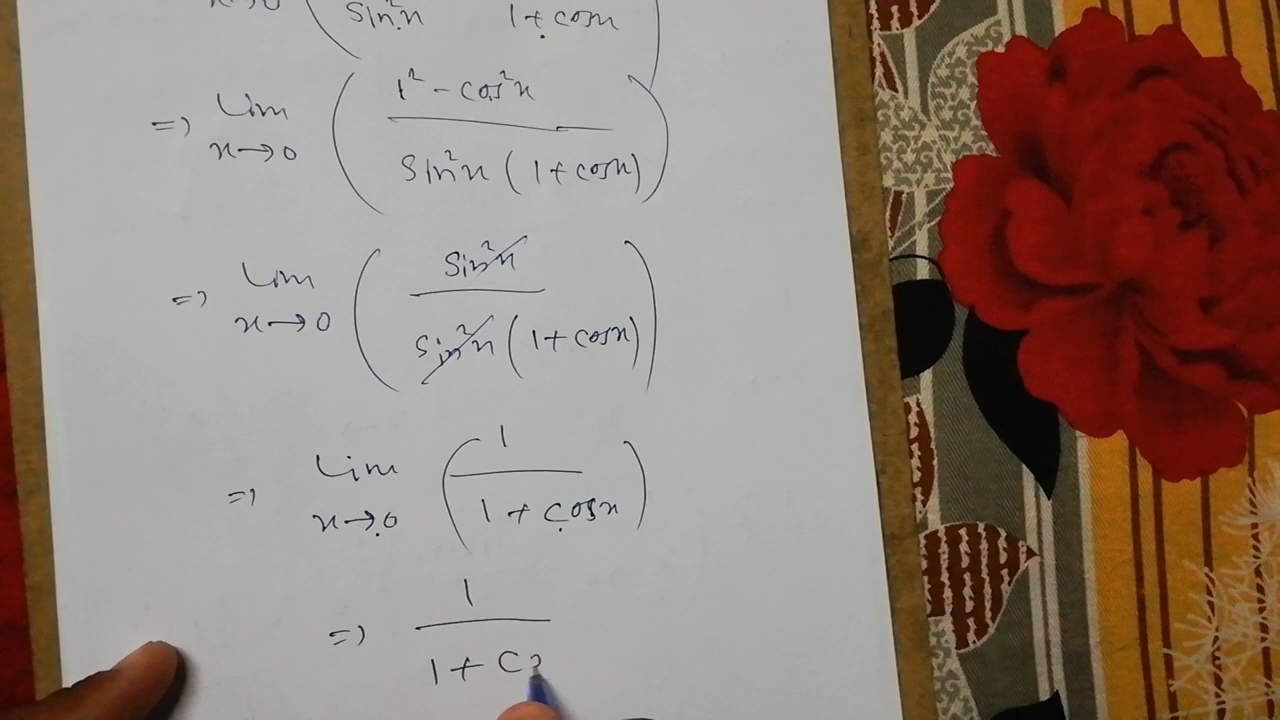 sin²x 1 + cosx
=> Lim x→0 ( 1² - cos²x / sin²x (1 + cosx) )
=> Lim x→0 ( sin²x / sin²x (1 + cosx) )
=> Lim x→0 ( 1 / 1 + cosx )
=> 1 / 1 + c